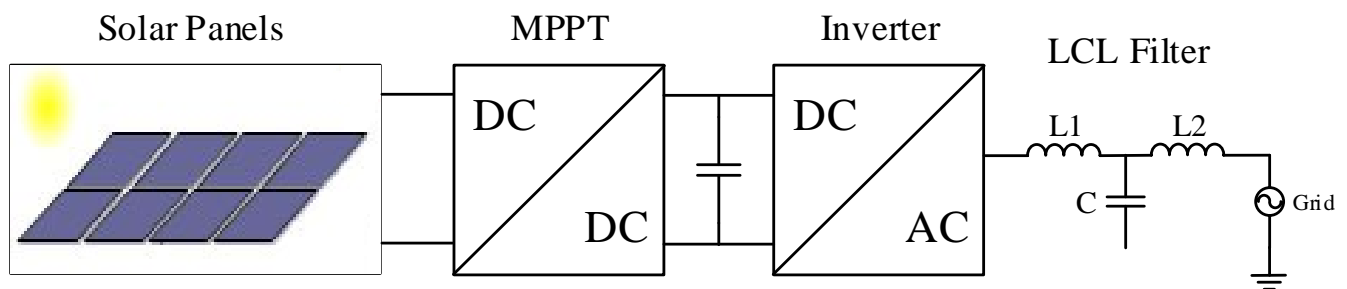 Solar Panels
MPPT
Inverter
LCL Filter
DC
DC
DC
AC
L1
L2
C
Grid